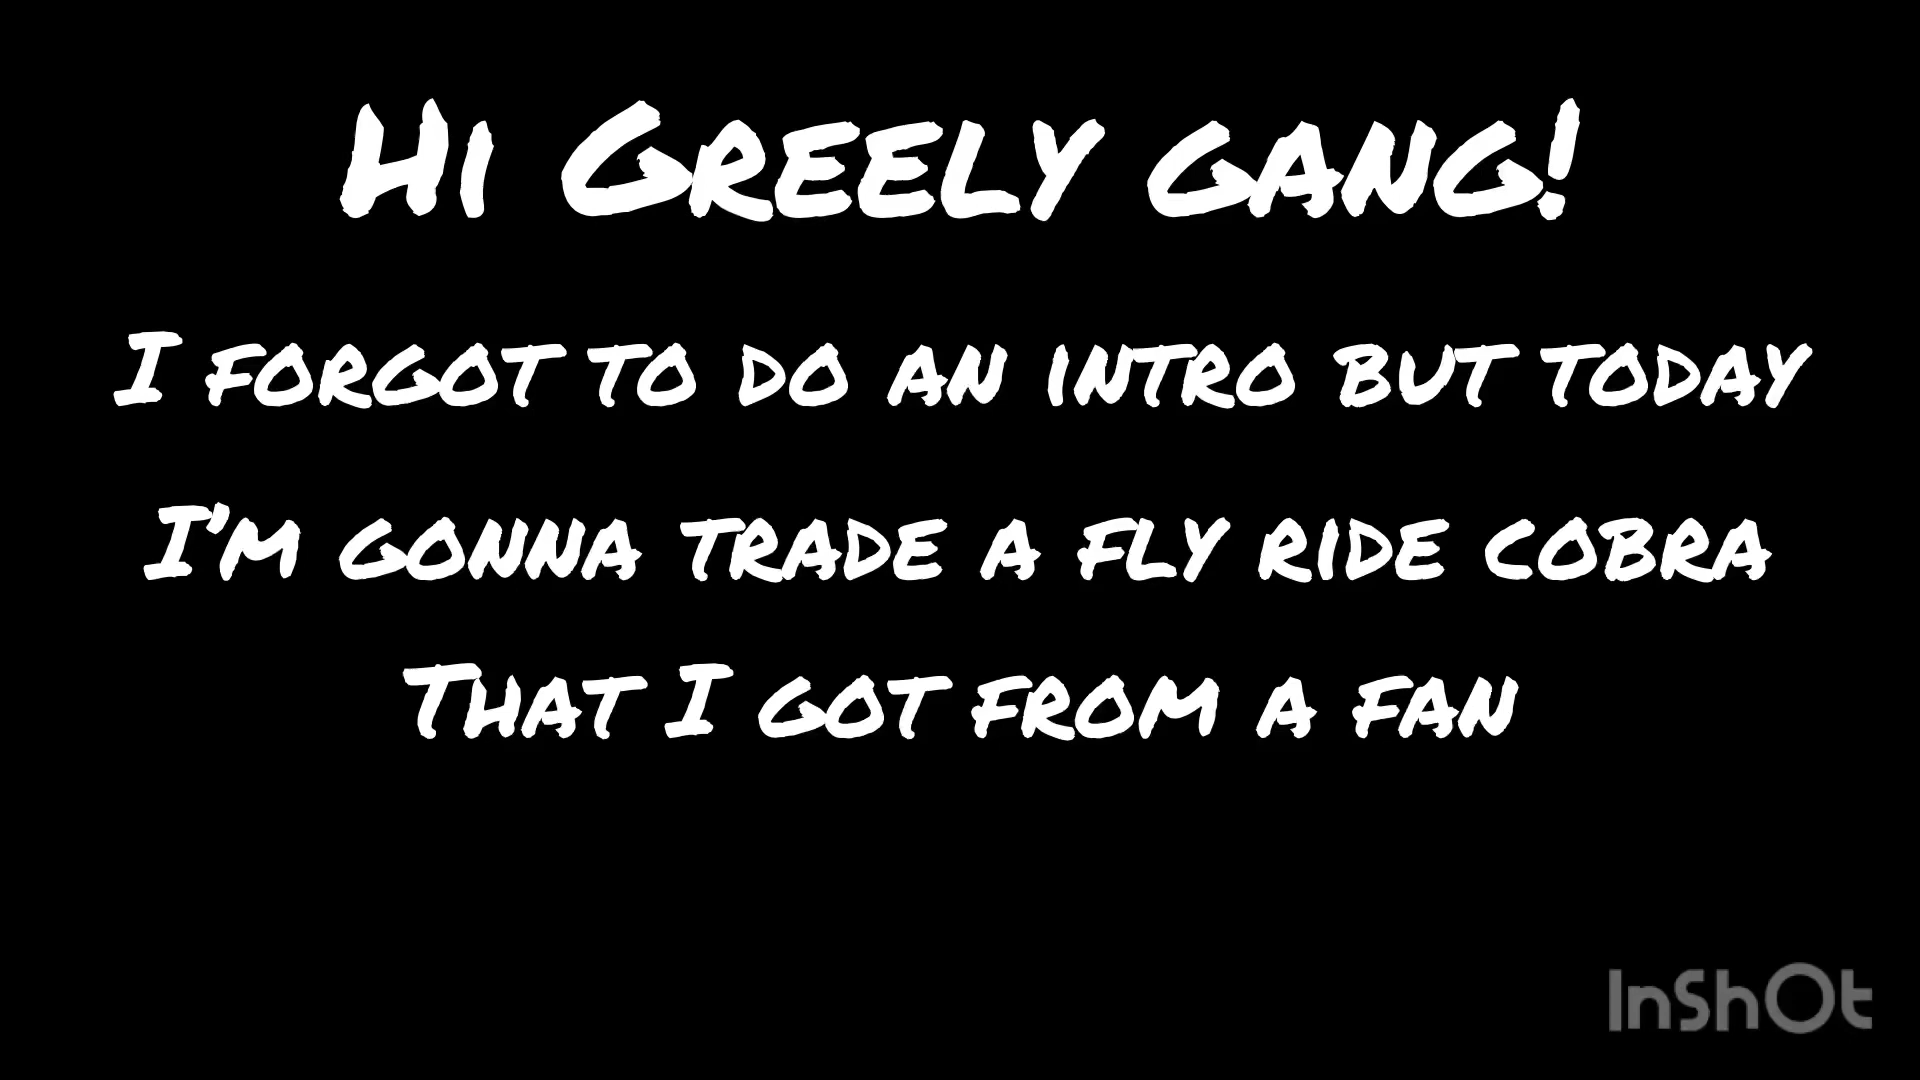 Hi Greely gang!
I forgot to do an intro but today
I'm gonna trade a fly ride cobra
That I got from a fan
InShOt